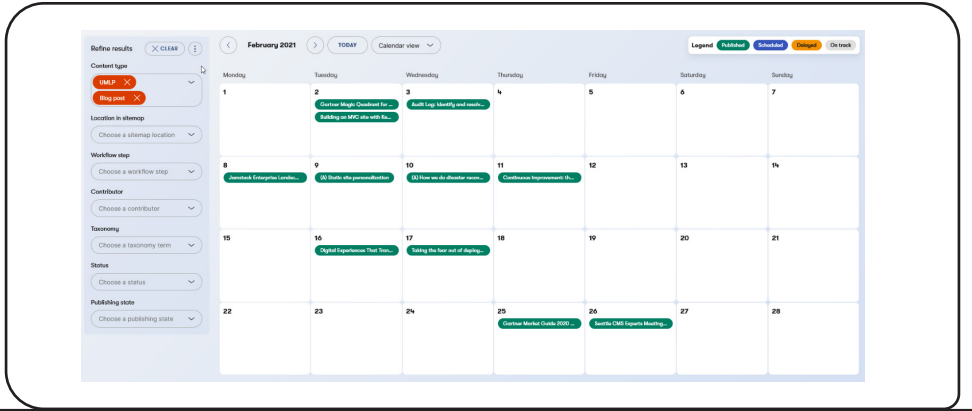 Refine results
CLEAR
February 2021
TODAY
Calendar view
Legend
Published
Scheduled
Delayed
On track
Content type
UMLP
Blog post
Location in sitemap
Choose a sitemap location
Workflow step
Choose a workflow step
Contributor
Choose a contributor
Taxonomy
Choose a taxonomy term
Status
Choose a status
Publishing state
Choose a publishing state
Monday Tuesday Wednesday Thursday Friday Saturday Sunday
1 2 3 4 5 6 7
Gartner Magic Quadrant for ...
Building an MVC site with Ke...
Audit Log: Identify and resolv...
8 9 10 11 12 13 14
Jamstack Enterprise Landsc...
(A) Static site personalization
(A) How we do disaster recov...
Continuous improvement: th...
15 16 17 18 19 20 21
Digital Experiences That Tran...
Taking the fear out of deploy...
22 23 24 25 26 27 28
Gartner Market Guide 2020 ...
Seattle CMS Experts Meeting...